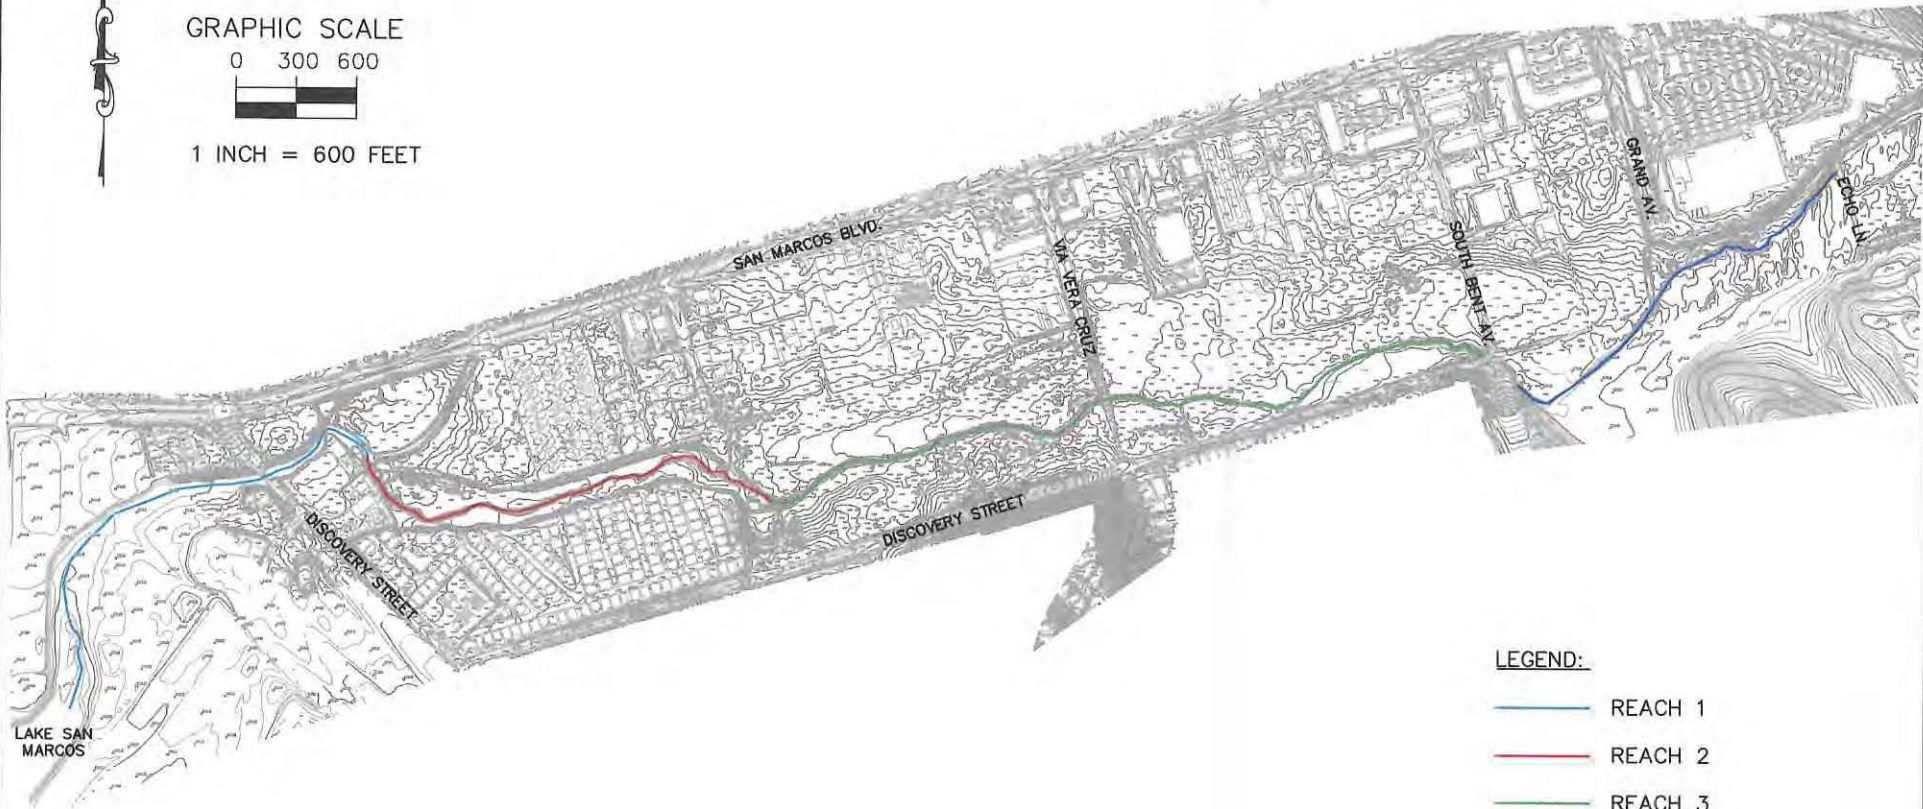 GRAPHIC SCALE
0 300 600
1 INCH = 600 FEET
SAN MARCOS BLVD.
VIA VERA CRUZ
SOUTH BENT AV.
GRAND AV.
ECHO LN.
DISCOVERY STREET
DISCOVERY STREET
LAKE SAN
MARCOS
LEGEND:
REACH 1
REACH 2
REACH 3